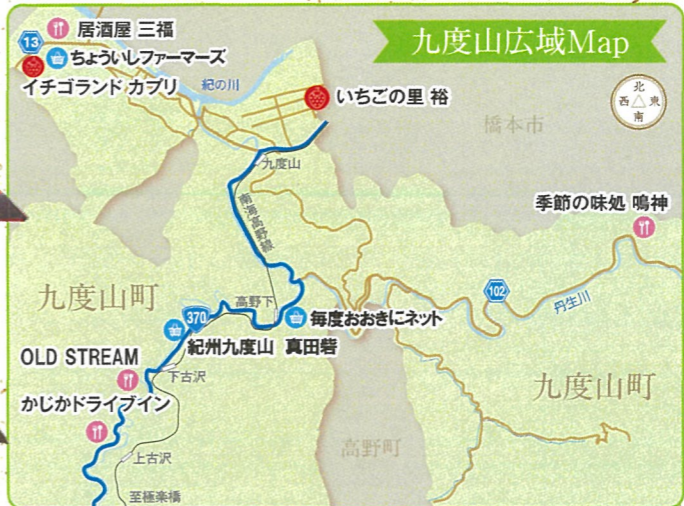 九度山広域Map
居酒屋 三福
13
ちょういしファーマーズ
イチゴランド カプリ
紀の川
いちごの里 裕
北
西 東
南
橋本市
九度山
南海高野線
季節の味処 鳴神
九度山町
高野下
102
丹生川
370
毎度おおきにネット
紀州九度山 真田砦
OLD STREAM
下古沢
九度山町
かじかドライブイン
高野町
上古沢
至極楽橋